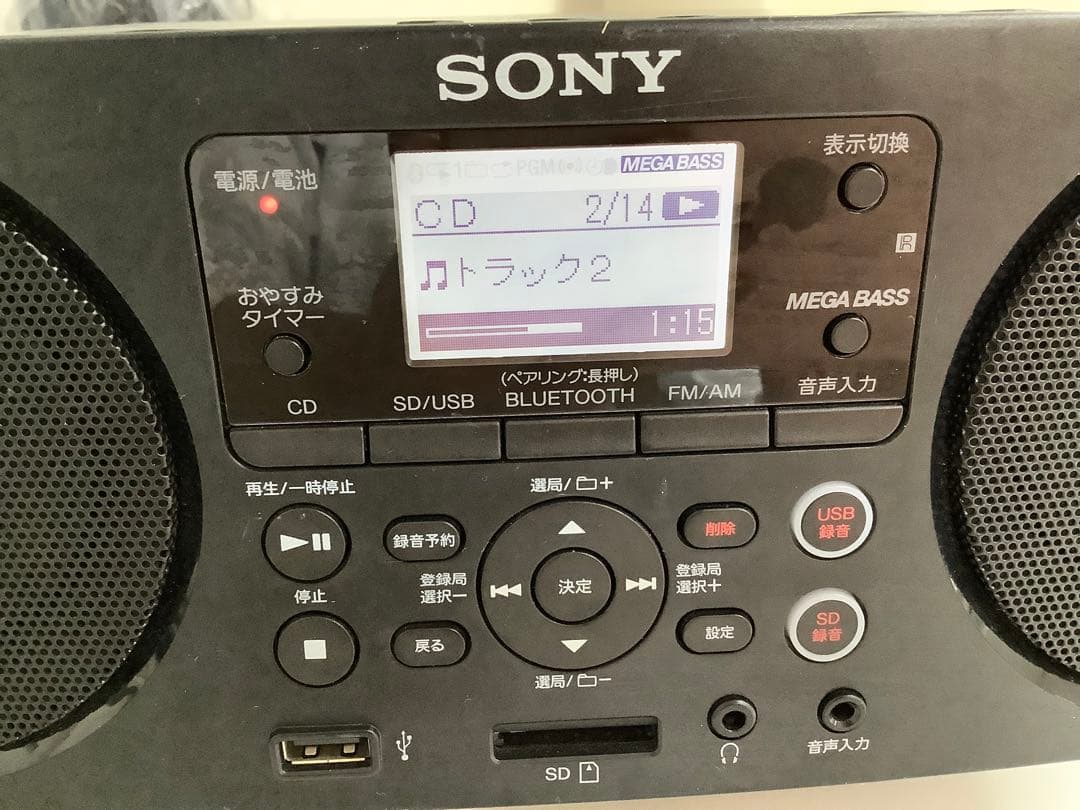 SONY
表示切換
電源/電池
PGM
MEGA BASS
CD 2/14
トラック2
1:15
おやすみ
タイマー
MEGA BASS
CD
SD/USB
(ペアリング:長押し)
BLUETOOTH
FM/AM
音声入力
再生/一時停止
選局/ +
録音予約
削除
USB
録音
登録局
選択-
決定
登録局
選択+
停止
戻る
設定
SD
録音
選局/ -
SD
音声入力